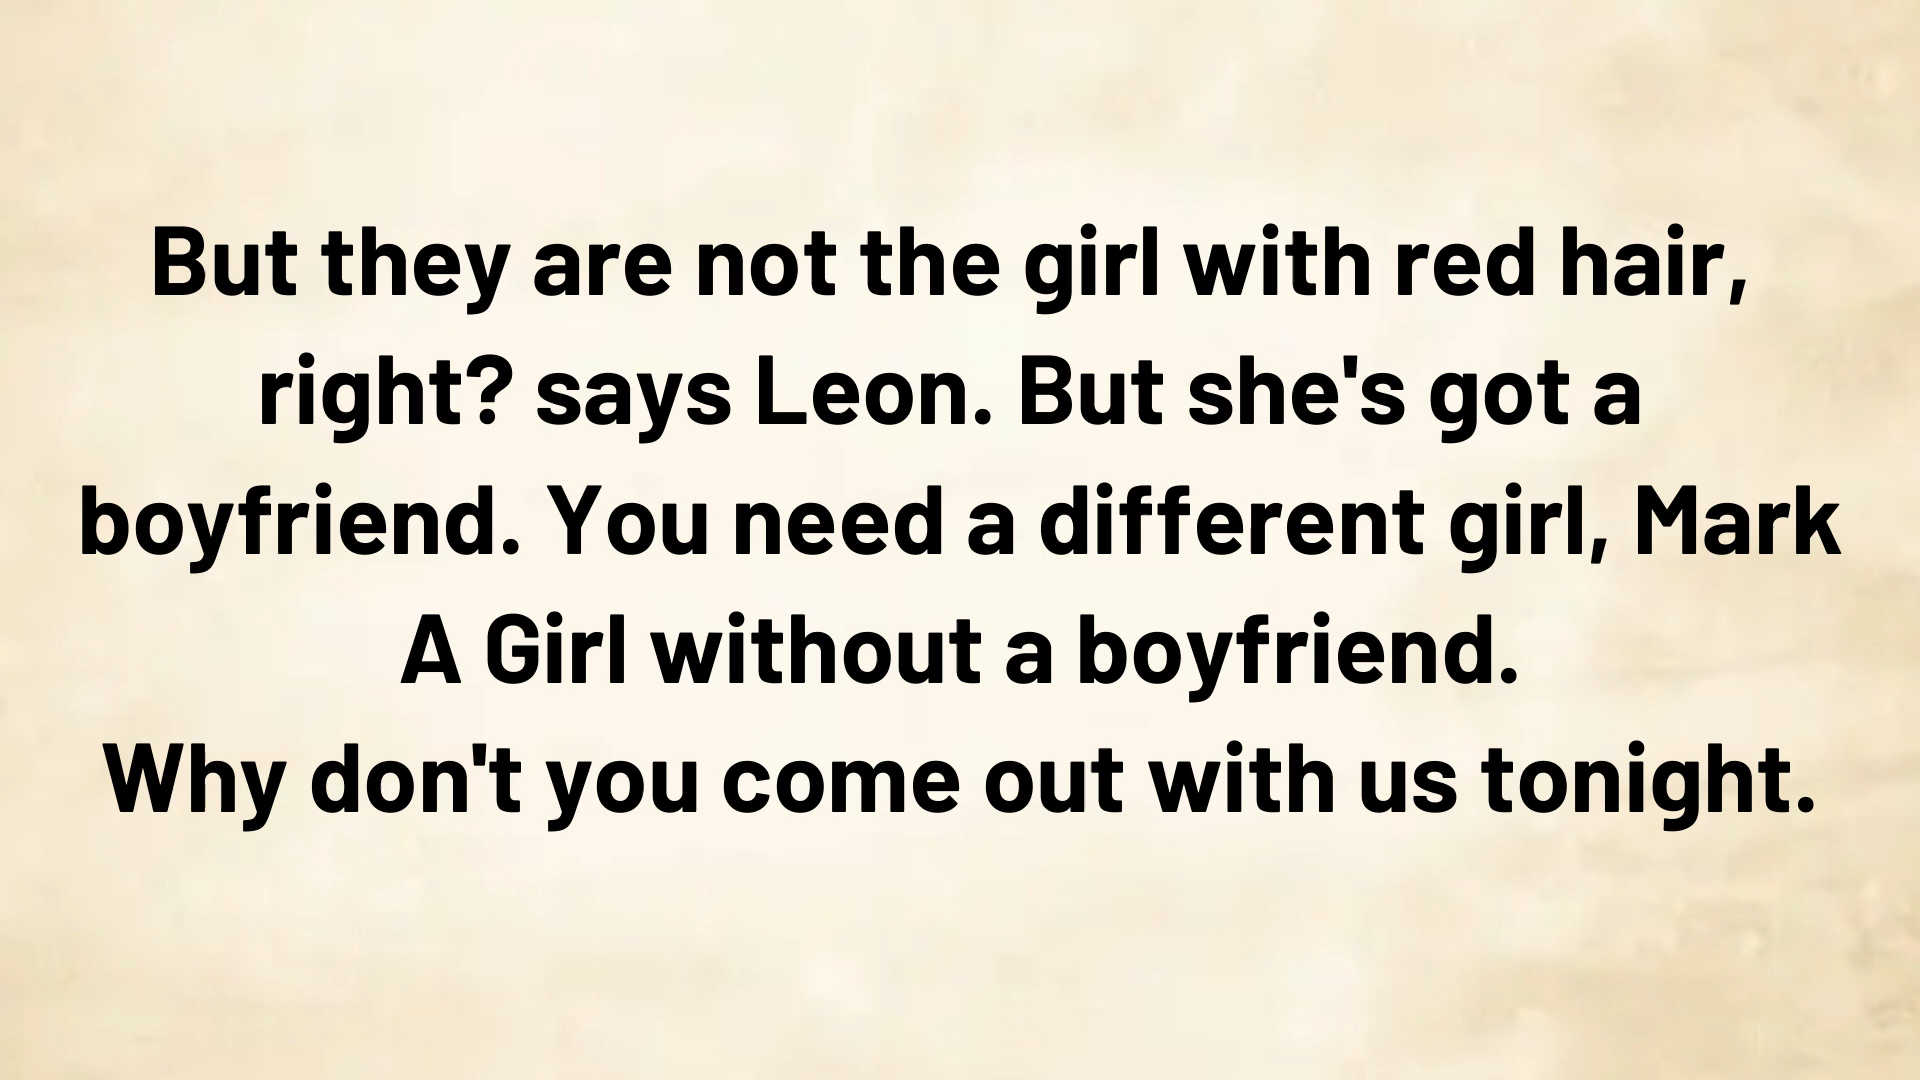 But they are not the girl with red hair,
right? says Leon. But she's got a
boyfriend. You need a different girl, Mark
A Girl without a boyfriend.
Why don't you come out with us tonight.